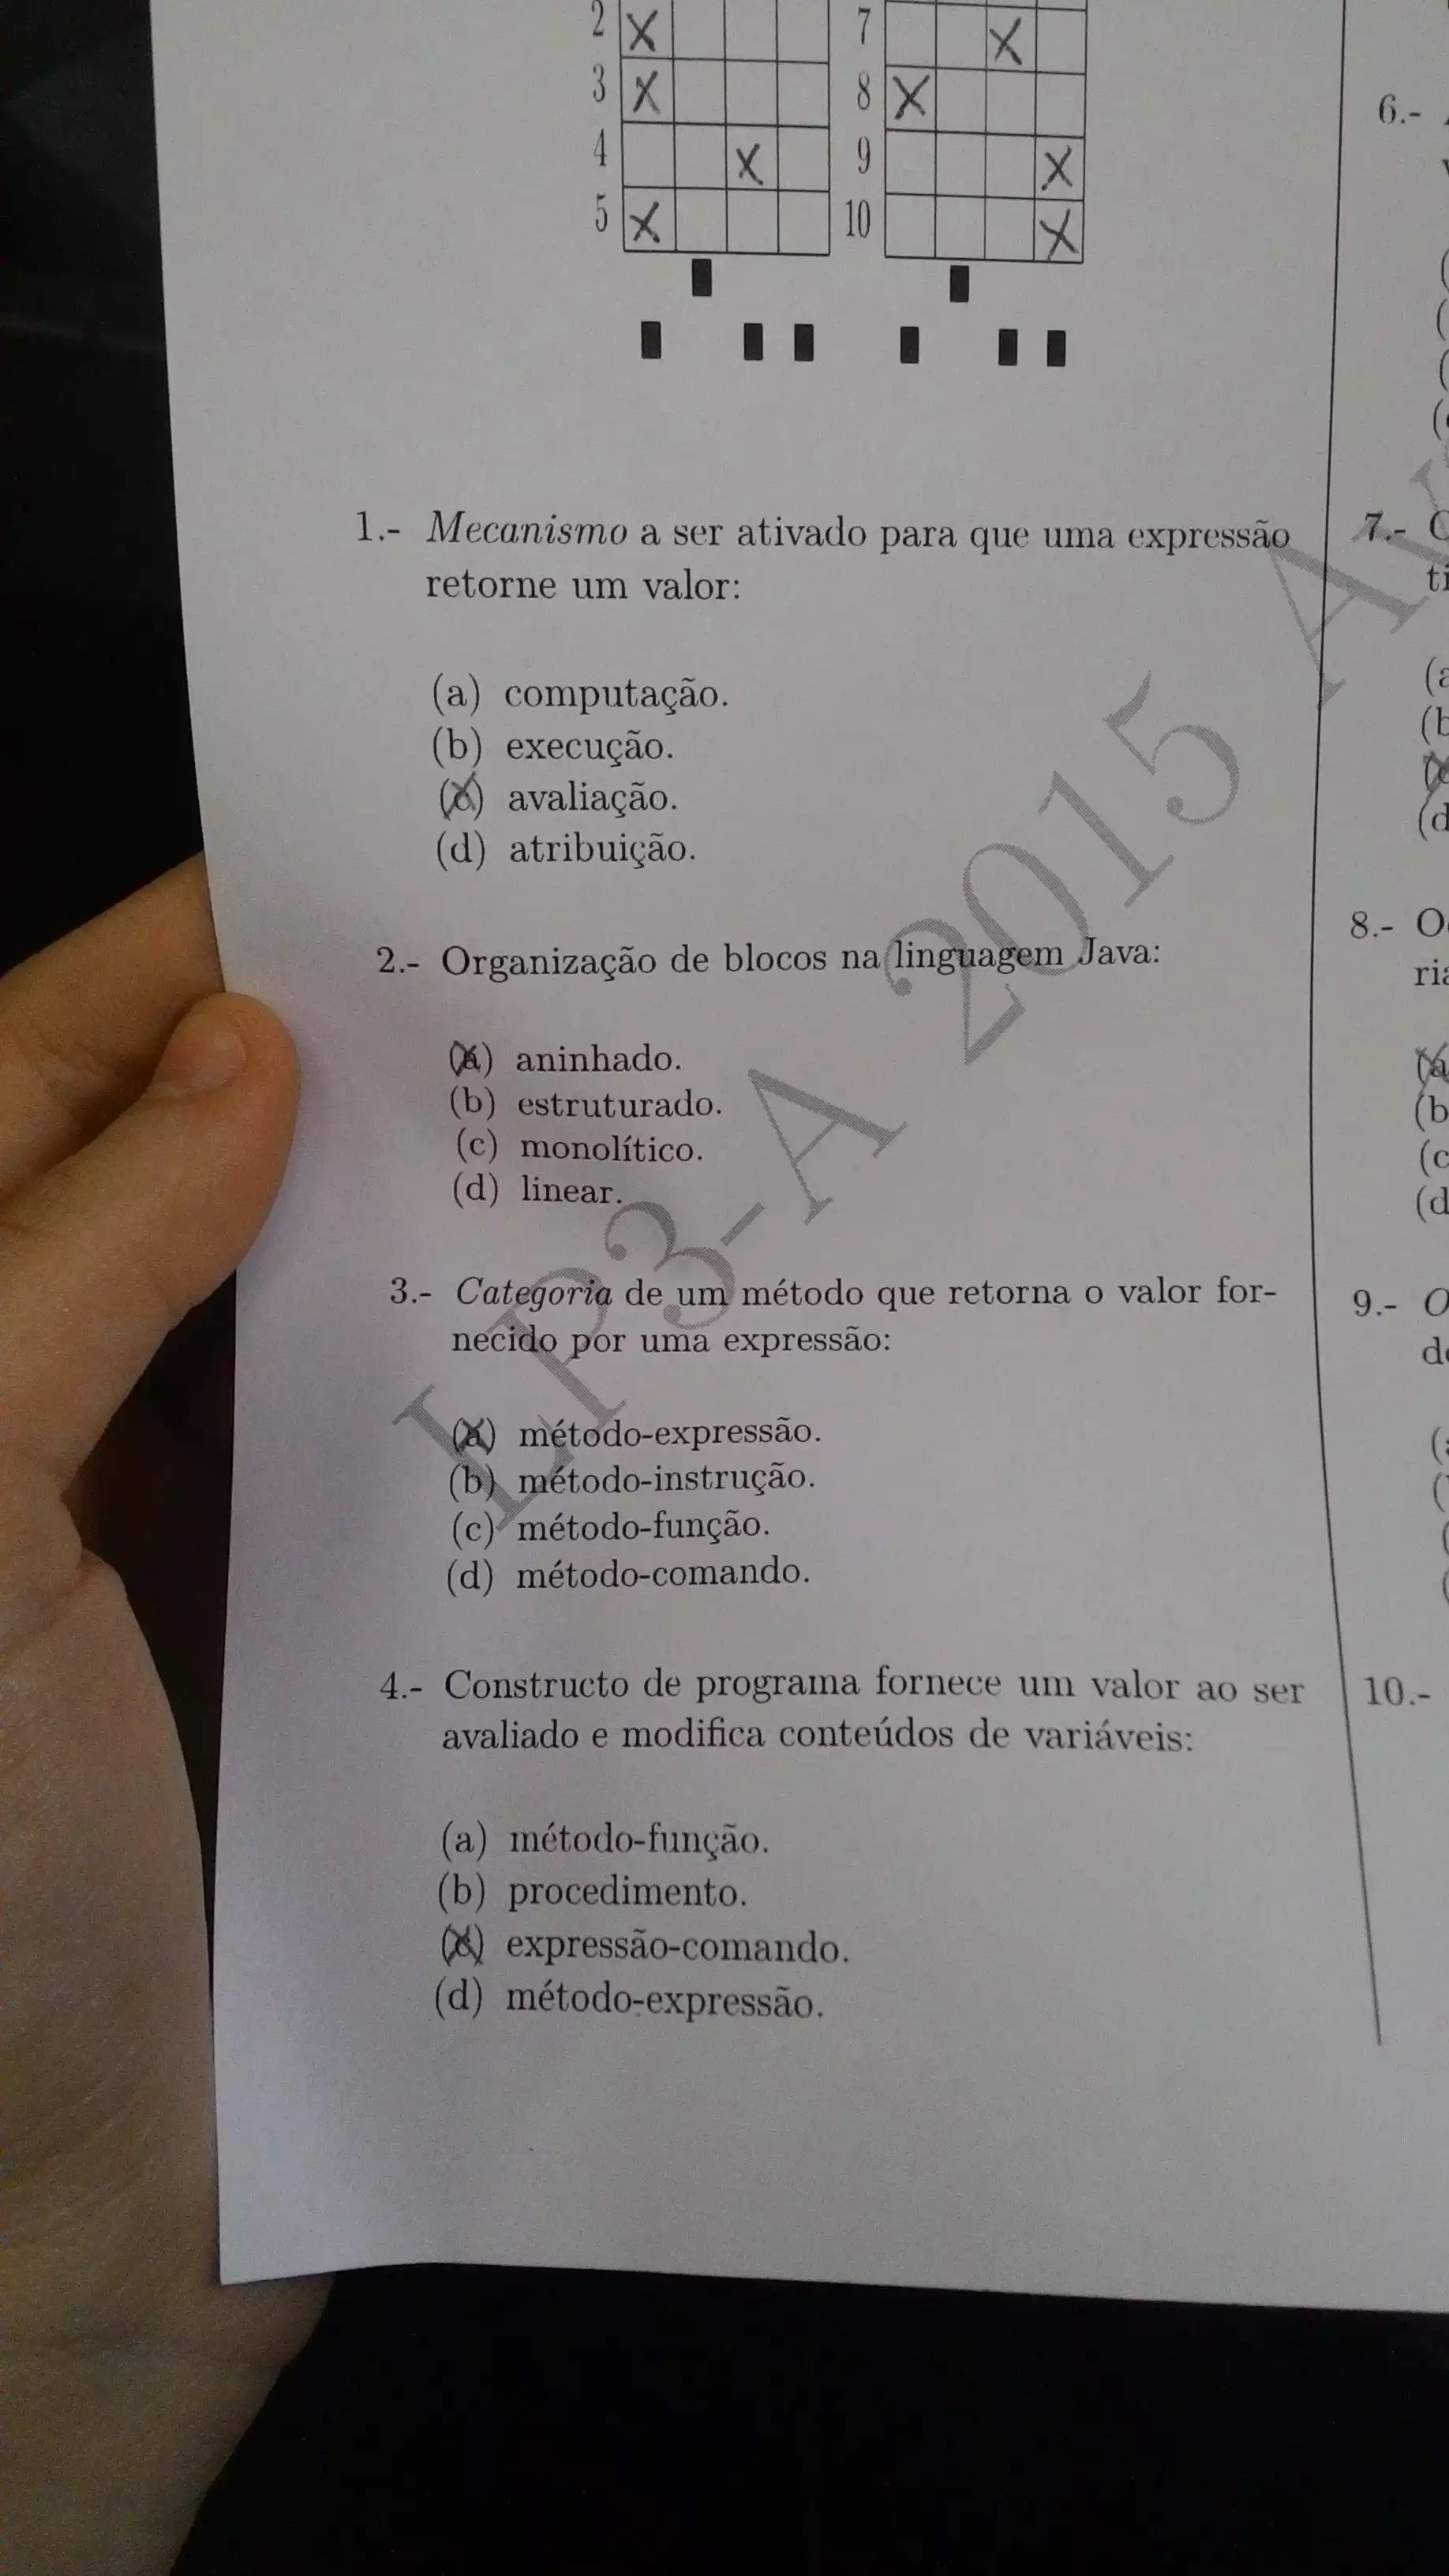 2
3
4
5
7
8
9
10
1.- Mecanismo a ser ativado para que uma expressão
retorne um valor:
(a) computação.
(b) execução.
(c) avaliação.
(d) atribuição.
2.- Organização de blocos na linguagem Java:
(a) aninhado.
(b) estruturado.
(c) monolítico.
(d) linear.
3.- Categoria de um método que retorna o valor for-
necido por uma expressão:
(a) método-expressão.
(b) método-instrução.
(c) método-função.
(d) método-comando.
4.- Constructo de programa fornece um valor ao ser
avaliado e modifica conteúdos de variáveis:
(a) método-função.
(b) procedimento.
(c) expressão-comando.
(d) método-expressão.
6.-
7.-
8.-
(a)
(b)
(c)
(d)
9.-
10.-
LP3-A 2015